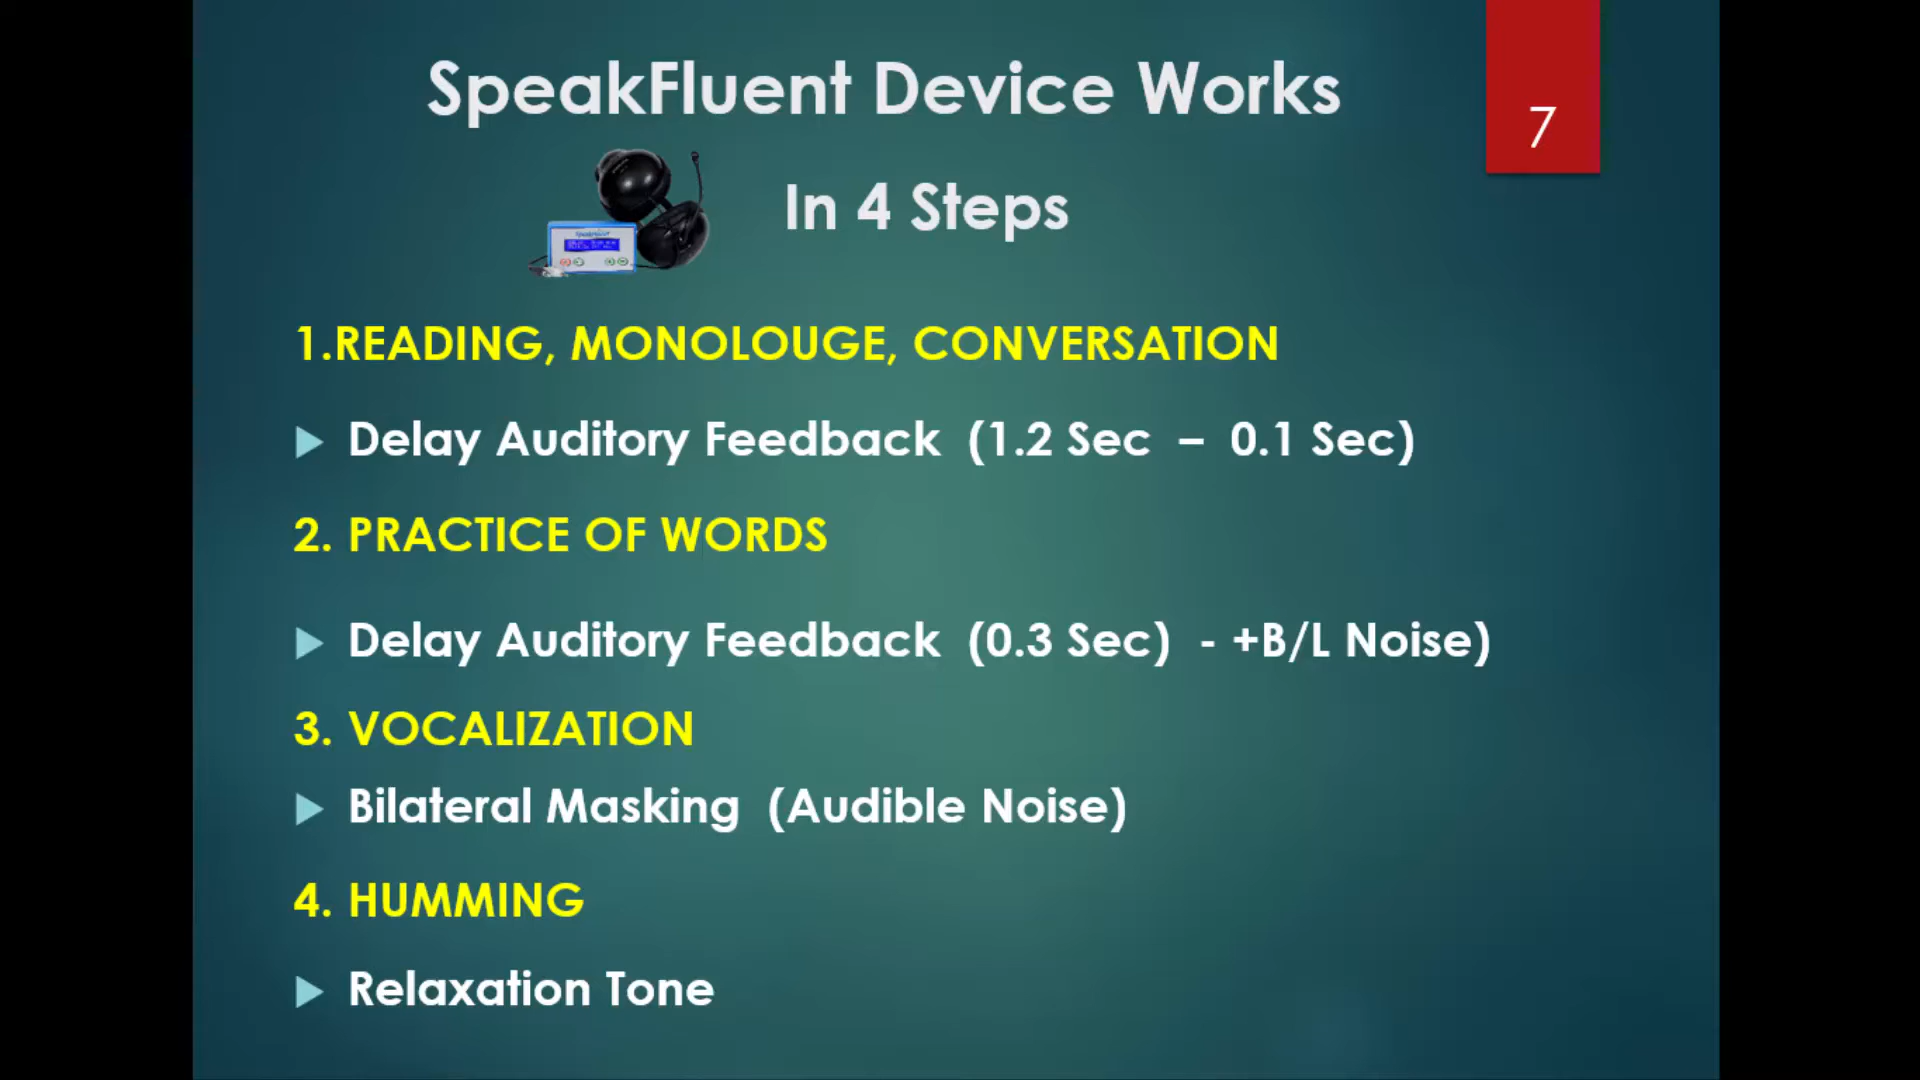 SpeakFluent Device Works
7
In 4 Steps
SpeakFluent
1.READING, MONOLOUGE, CONVERSATION
Delay Auditory Feedback (1.2 Sec – 0.1 Sec)
2. PRACTICE OF WORDS
Delay Auditory Feedback (0.3 Sec) - +B/L Noise)
3. VOCALIZATION
Bilateral Masking (Audible Noise)
4. HUMMING
Relaxation Tone